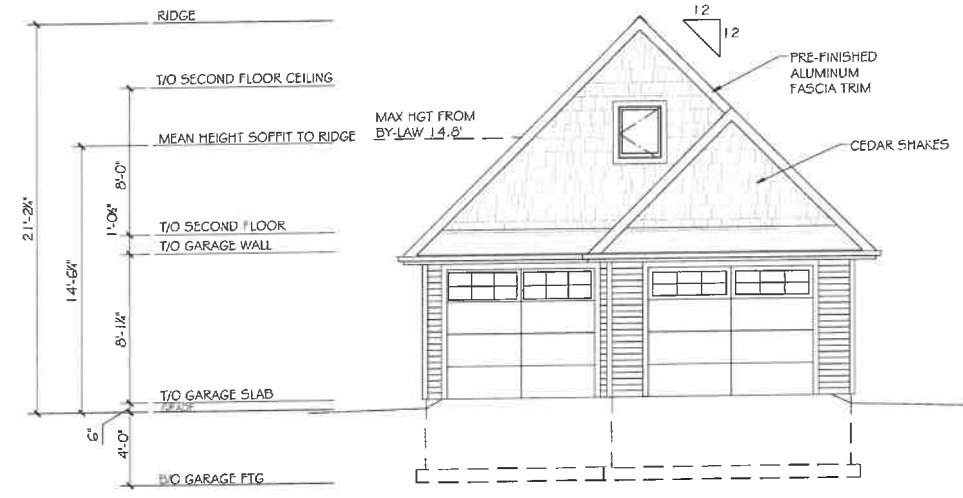 RIDGE
T/O SECOND FLOOR CEILING
MEAN HEIGHT SOFFIT TO RIDGE
T/O SECOND FLOOR
T/O GARAGE WALL
T/O GARAGE SLAB
GRADE
B/O GARAGE FTG
21'-2¼"
14'-6¼"
8'-0"
1'-0½"
8'-1¼"
6"
4'-0"
MAX HGT FROM
BY-LAW 14.8'
12
12
PRE-FINISHED
ALUMINUM
FASCIA TRIM
CEDAR SHAKES